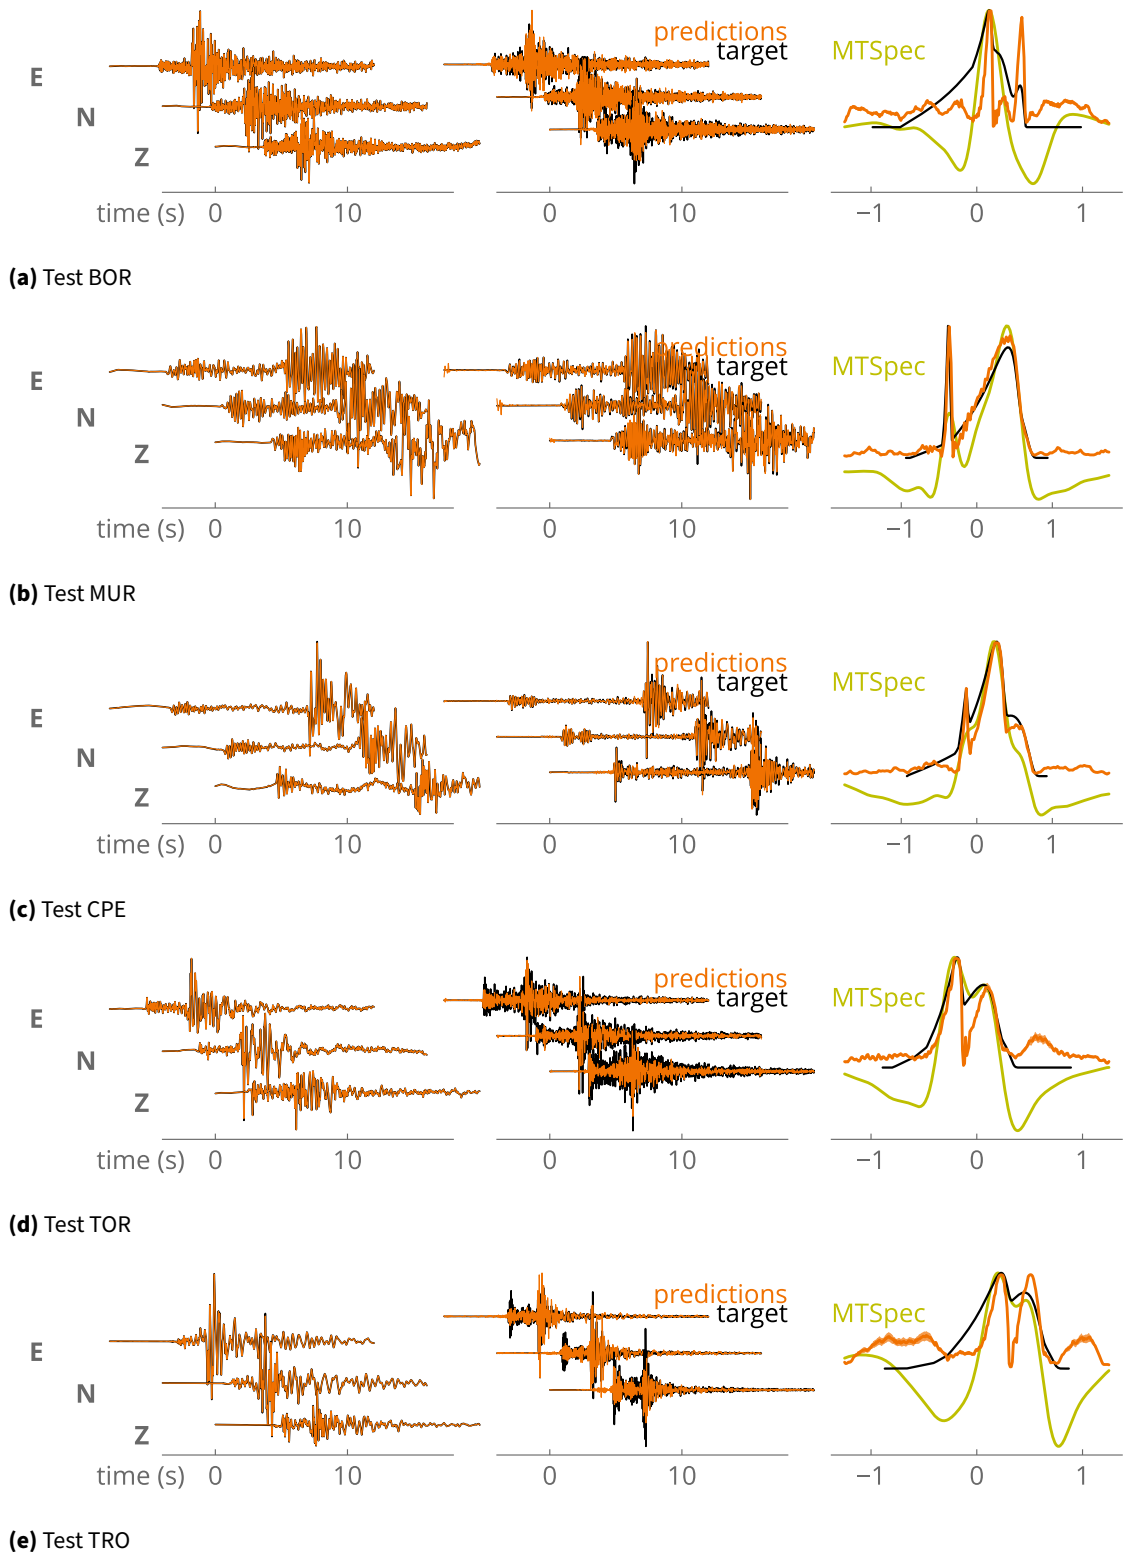 predictions
target
MTSpec
E
N
Z
time (s) 0 10 0 10 −1 0 1
(a) Test BOR
predictions
target
MTSpec
E
N
Z
time (s) 0 10 0 10 −1 0 1
(b) Test MUR
predictions
target
MTSpec
E
N
Z
time (s) 0 10 0 10 −1 0 1
(c) Test CPE
predictions
target
MTSpec
E
N
Z
time (s) 0 10 0 10 −1 0 1
(d) Test TOR
predictions
target
MTSpec
E
N
Z
time (s) 0 10 0 10 −1 0 1
(e) Test TRO